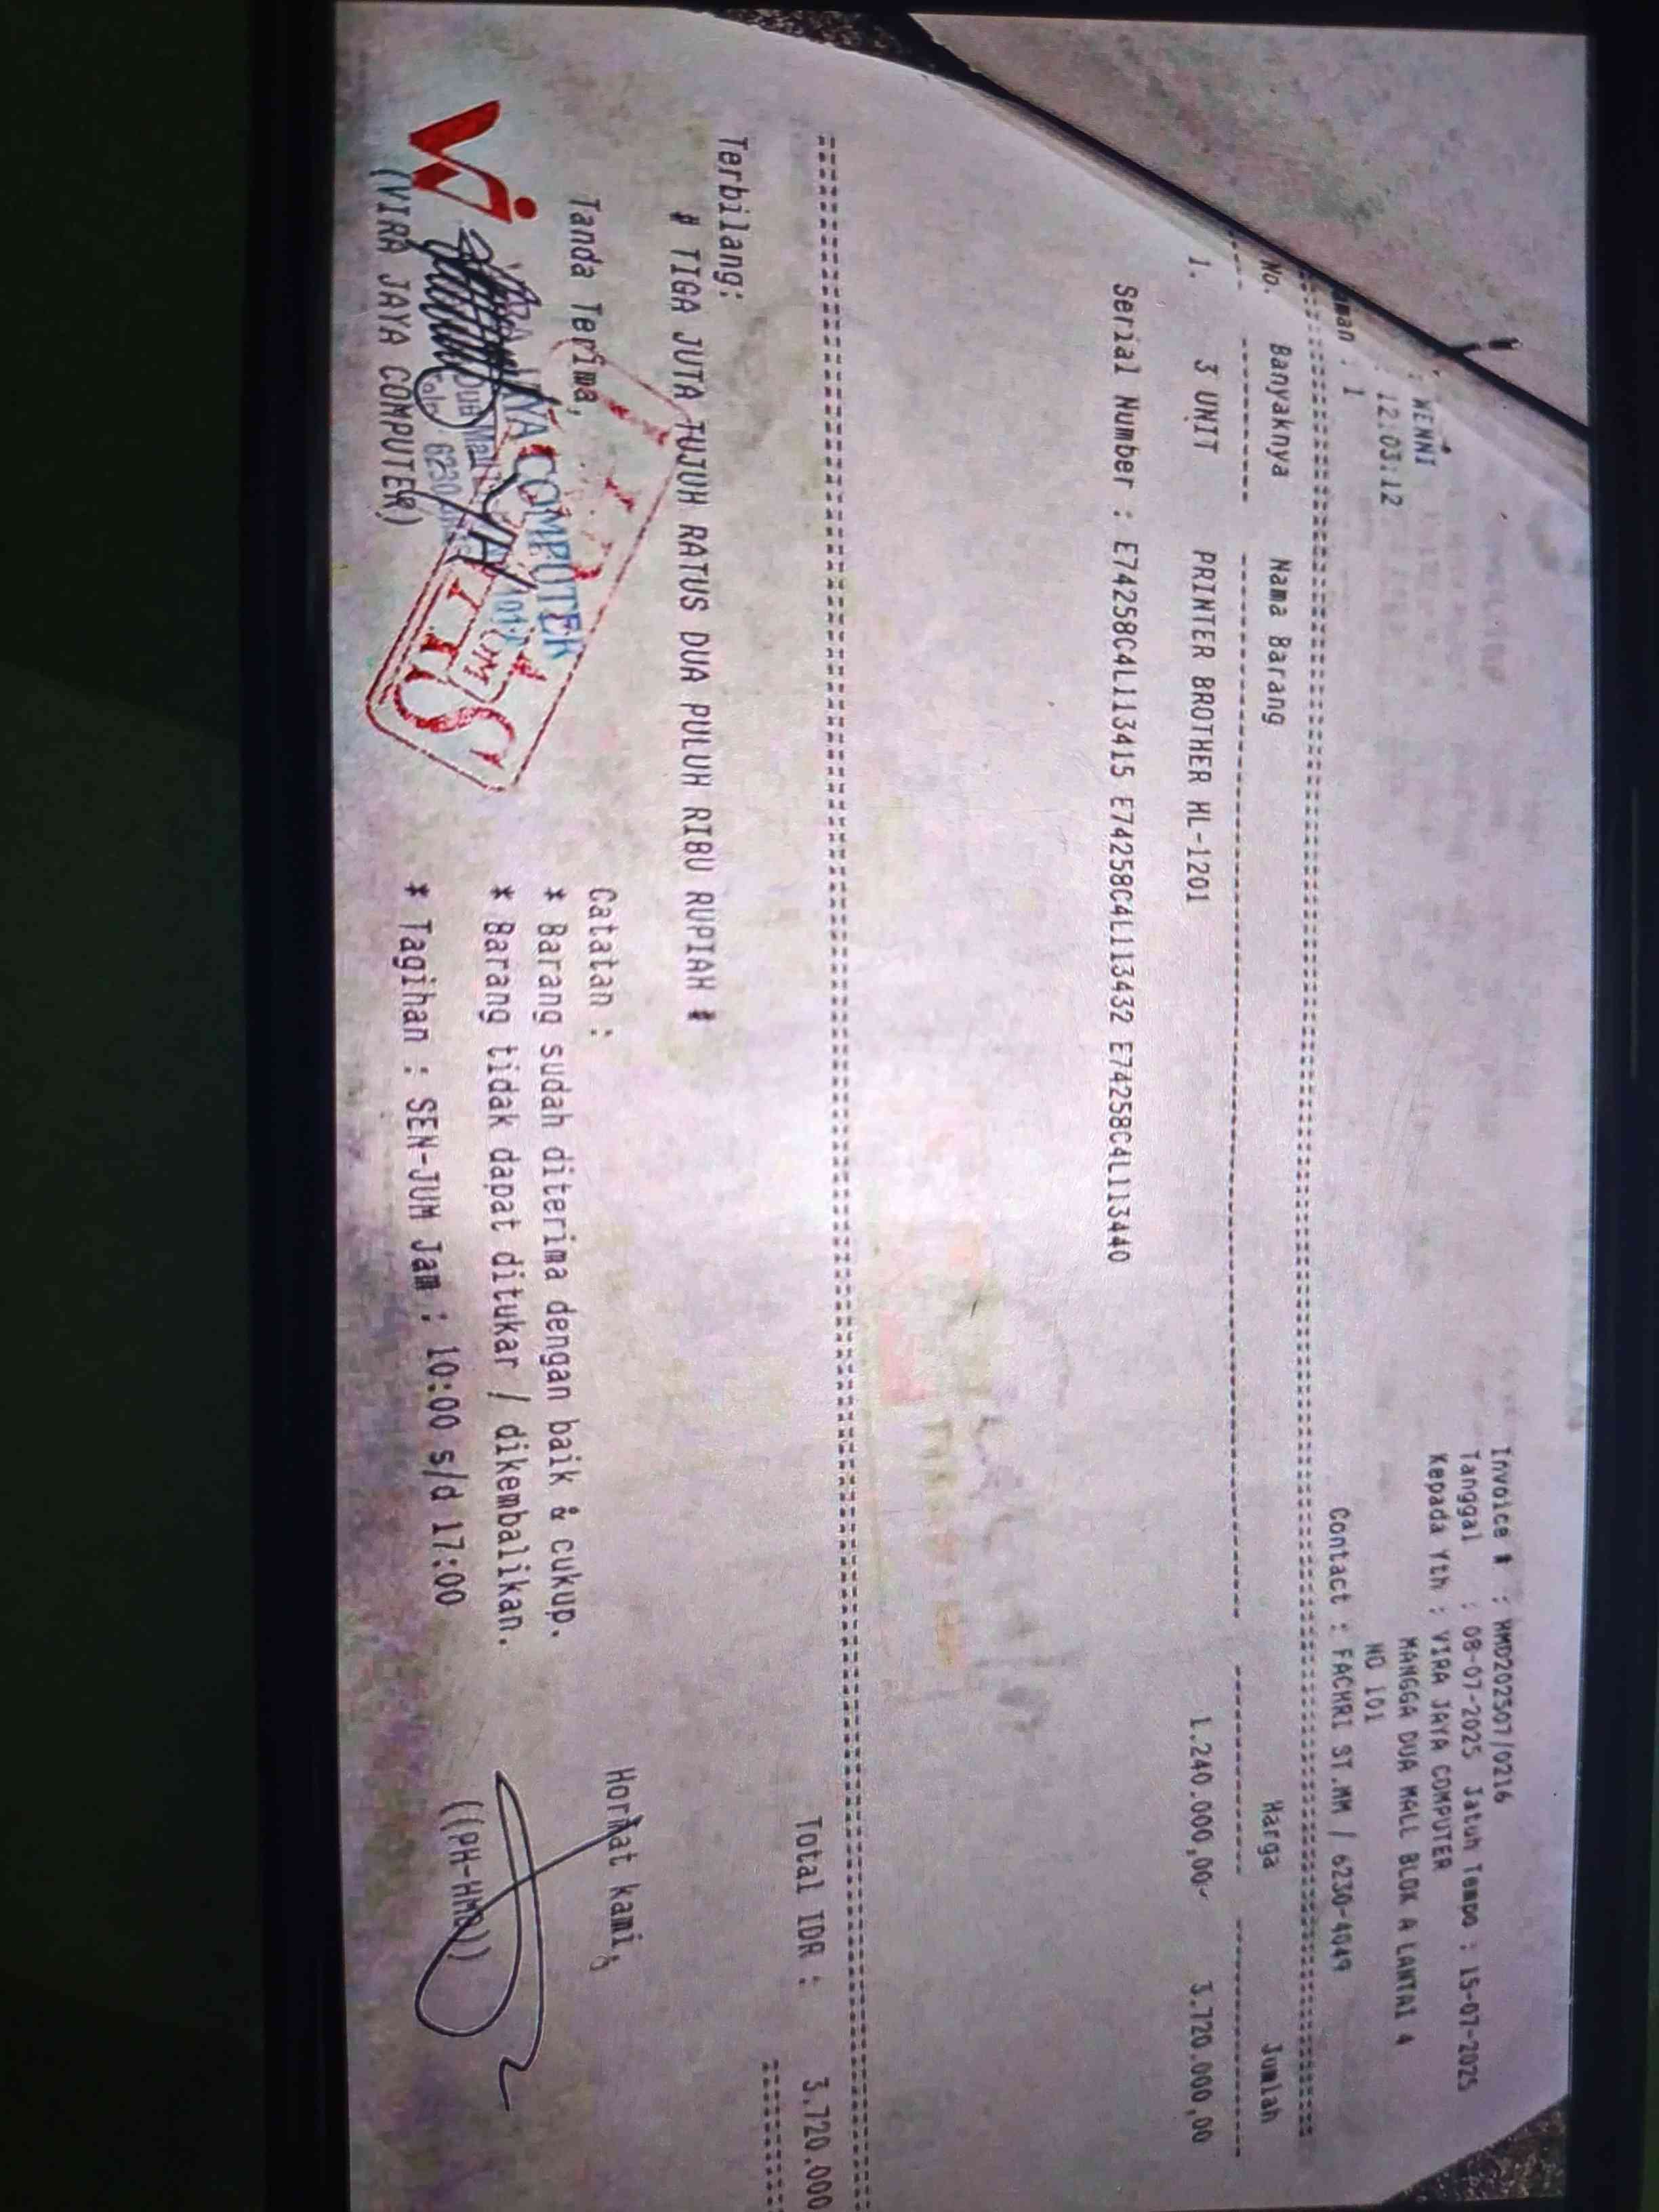 Invoice # : HMD202507/0216
Tanggal : 08-07-2025 Jatuh Tempo : 15-07-2025
: WENNI Kepada Yth : VIRA JAYA COMPUTER
: 12:03:12 MANGGA DUA MALL BLOK A LANTAI 4
NO 101
: 1 Contact : FACHRI ST.MM / 6230-4049
No. Banyaknya Nama Barang Harga Jumlah
1. 3 UNIT PRINTER BROTHER HL-1201 1.240.000,00 3.720.000,00
Serial Number : E74258C4L113415 E74258C4L113432 E74258C4L113440
Total IDR : 3.720.000
Terbilang:
# TIGA JUTA TUJUH RATUS DUA PULUH RIBU RUPIAH #
Tanda Terima, Catatan : Hormat kami,
* Barang sudah diterima dengan baik & cukup.
COMPUTER
* Barang tidak dapat ditukar / dikembalikan.
(VIRA JAYA COMPUTER) * Tagihan : SEN-JUM Jam : 10:00 s/d 17:00 ((PH-HMD))